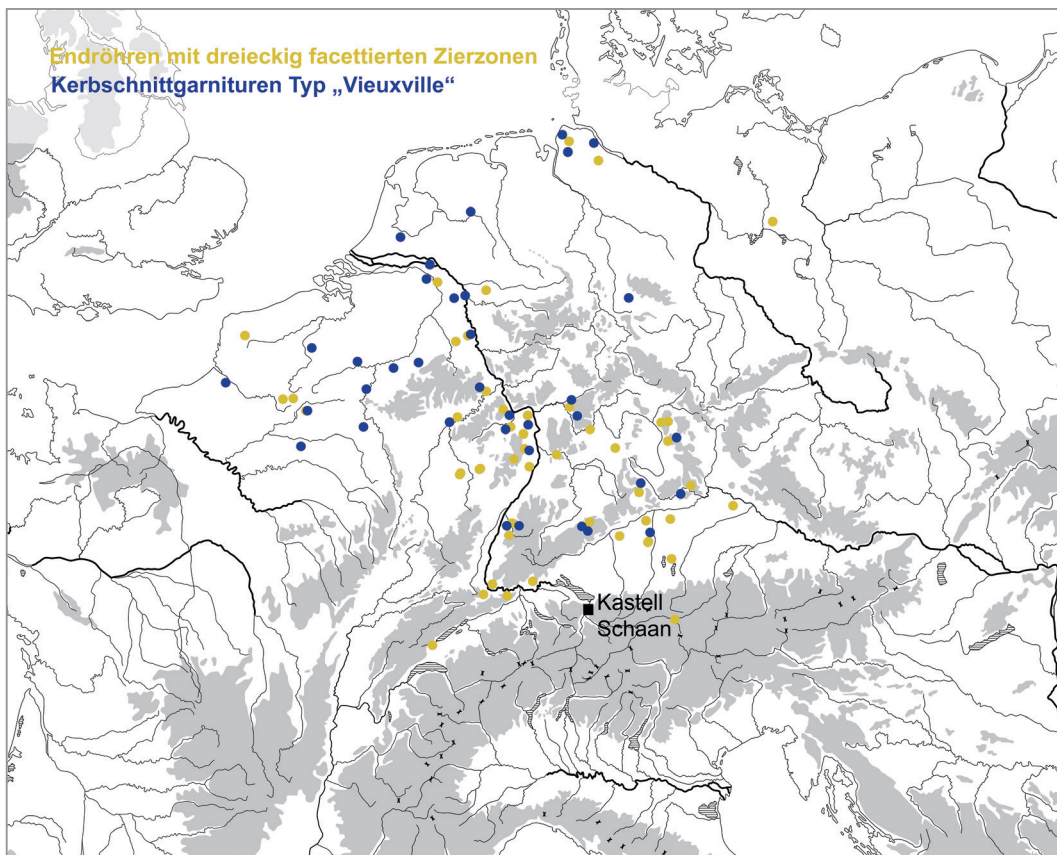 Endröhren mit dreieckig facettierten Zierzonen
Kerbschnittgarnituren Typ „Vieuxville“
Kastell
Schaan